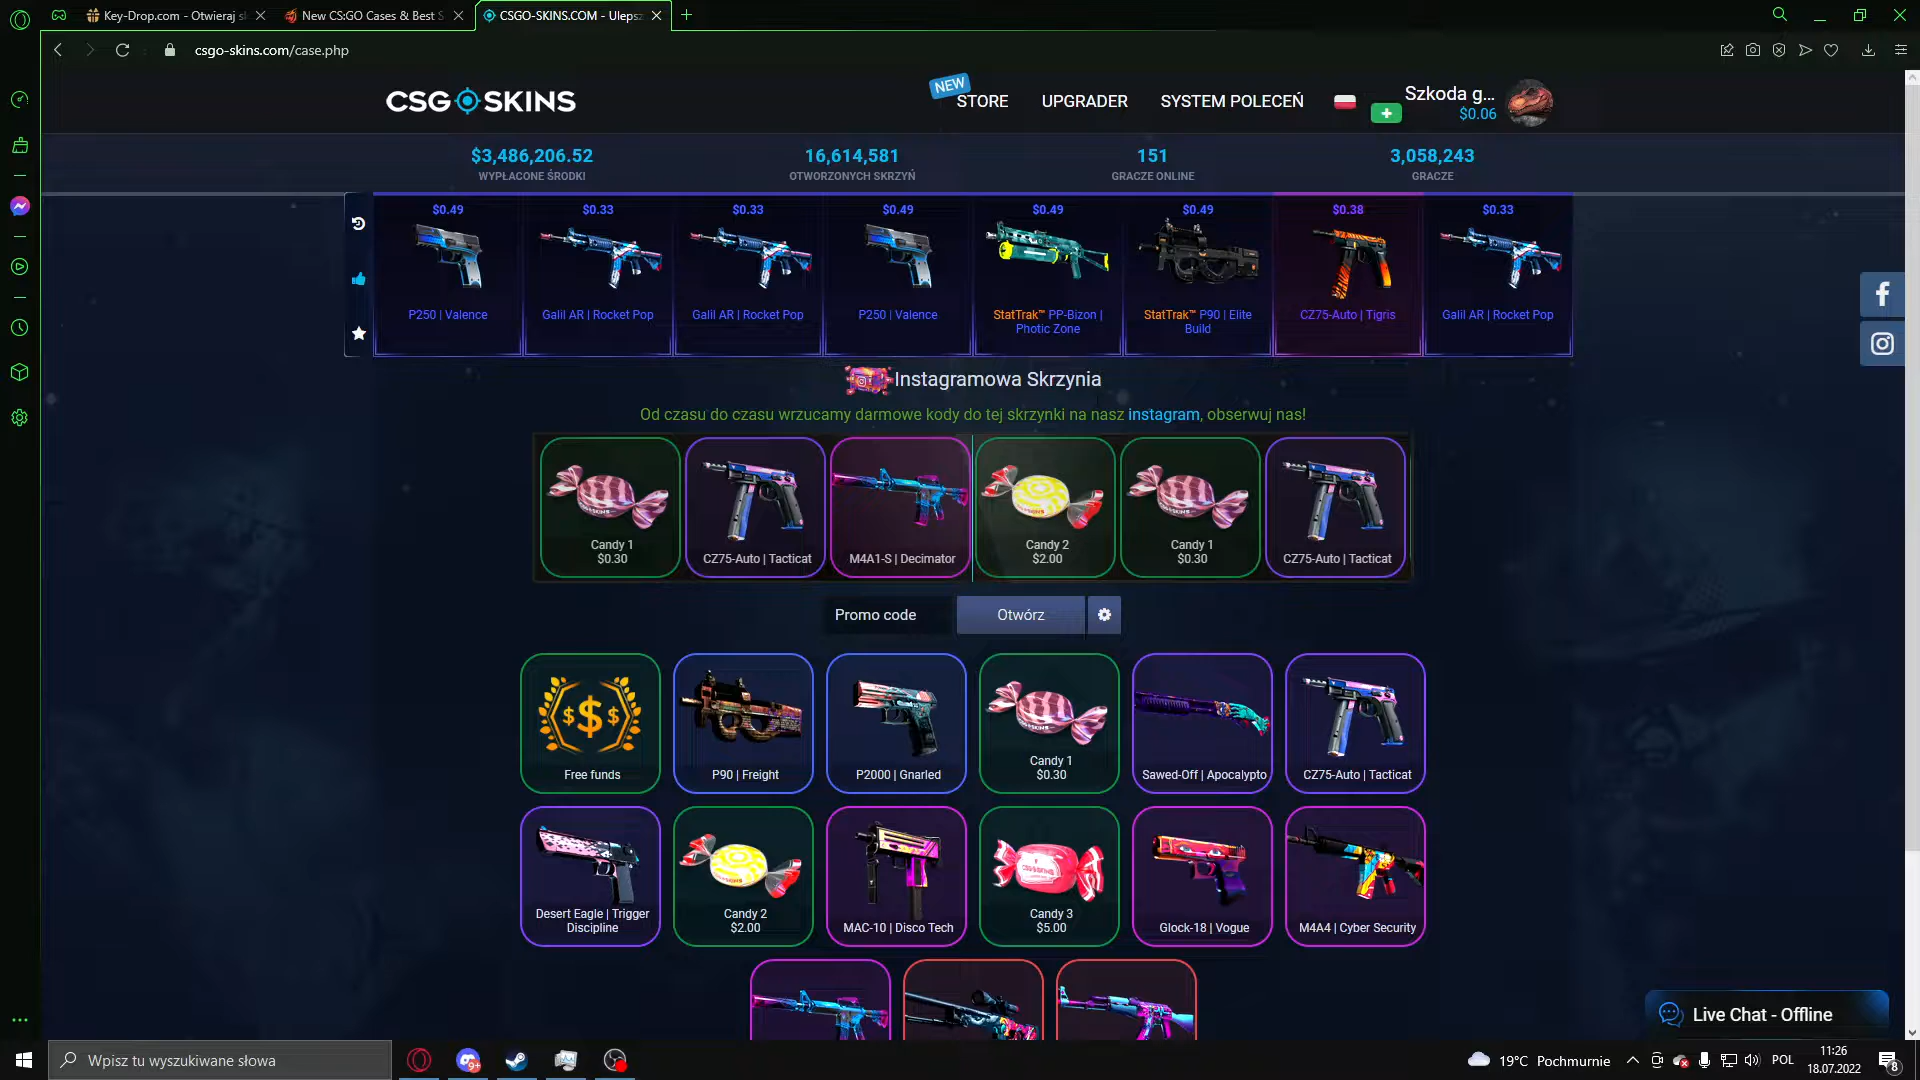 Key-Drop.com - Otwieraj sk
New CS:GO Cases & Best S
CSGO-SKINS.COM - Ulepsz
csgo-skins.com/case.php
CSGO SKINS
NEW
STORE
UPGRADER
SYSTEM POLECEŃ
Szkoda g...
$0.06
$3,486,206.52
WYPŁACONE ŚRODKI
16,614,581
OTWORZONYCH SKRZYŃ
151
GRACZE ONLINE
3,058,243
GRACZE
$0.49
P250 | Valence
$0.33
Galil AR | Rocket Pop
$0.33
Galil AR | Rocket Pop
$0.49
P250 | Valence
$0.49
StatTrak™ PP-Bizon |
Photic Zone
$0.49
StatTrak™ P90 | Elite
Build
$0.38
CZ75-Auto | Tigris
$0.33
Galil AR | Rocket Pop
Instagramowa Skrzynia
Od czasu do czasu wrzucamy darmowe kody do tej skrzynki na nasz instagram, obserwuj nas!
Candy 1
$0.30
CZ75-Auto | Tacticat
M4A1-S | Decimator
Candy 2
$2.00
Candy 1
$0.30
CZ75-Auto | Tacticat
Promo code
Otwórz
Free funds
P90 | Freight
P2000 | Gnarled
Candy 1
$0.30
Sawed-Off | Apocalypto
CZ75-Auto | Tacticat
Desert Eagle | Trigger
Discipline
Candy 2
$2.00
MAC-10 | Disco Tech
Candy 3
$5.00
Glock-18 | Vogue
M4A4 | Cyber Security
Live Chat - Offline
Wpisz tu wyszukiwane słowa
9+
19°C Pochmurnie
POL
11:26
18.07.2022
8